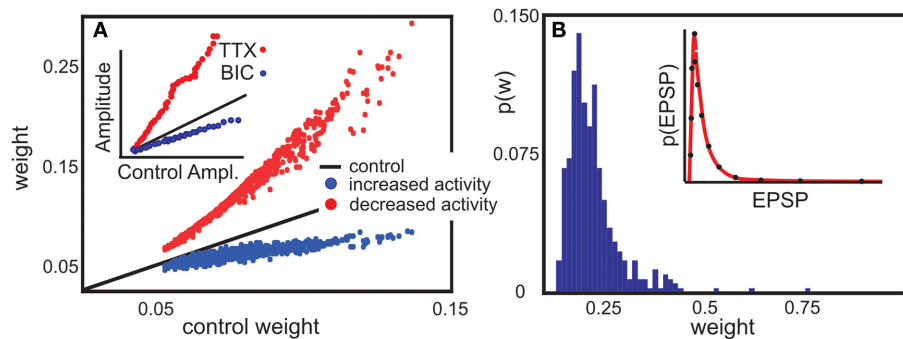 A
TTX
BIC
Amplitude
Control Ampl.
0.25
0.15
0.05
weight
control
increased activity
decreased activity
0.05
0.15
control weight
B
0.150
0.075
0
p(w)
p(EPSP)
EPSP
0.25
0.5
0.75
weight